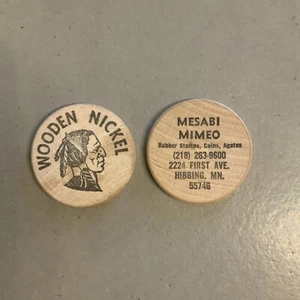 WOODEN NICKEL
MESABI
MIMEO
Rubber Stamps, Coins, Agates
(218) 263-9600
2224 FIRST AVE.
HIBBING, MN.
55746